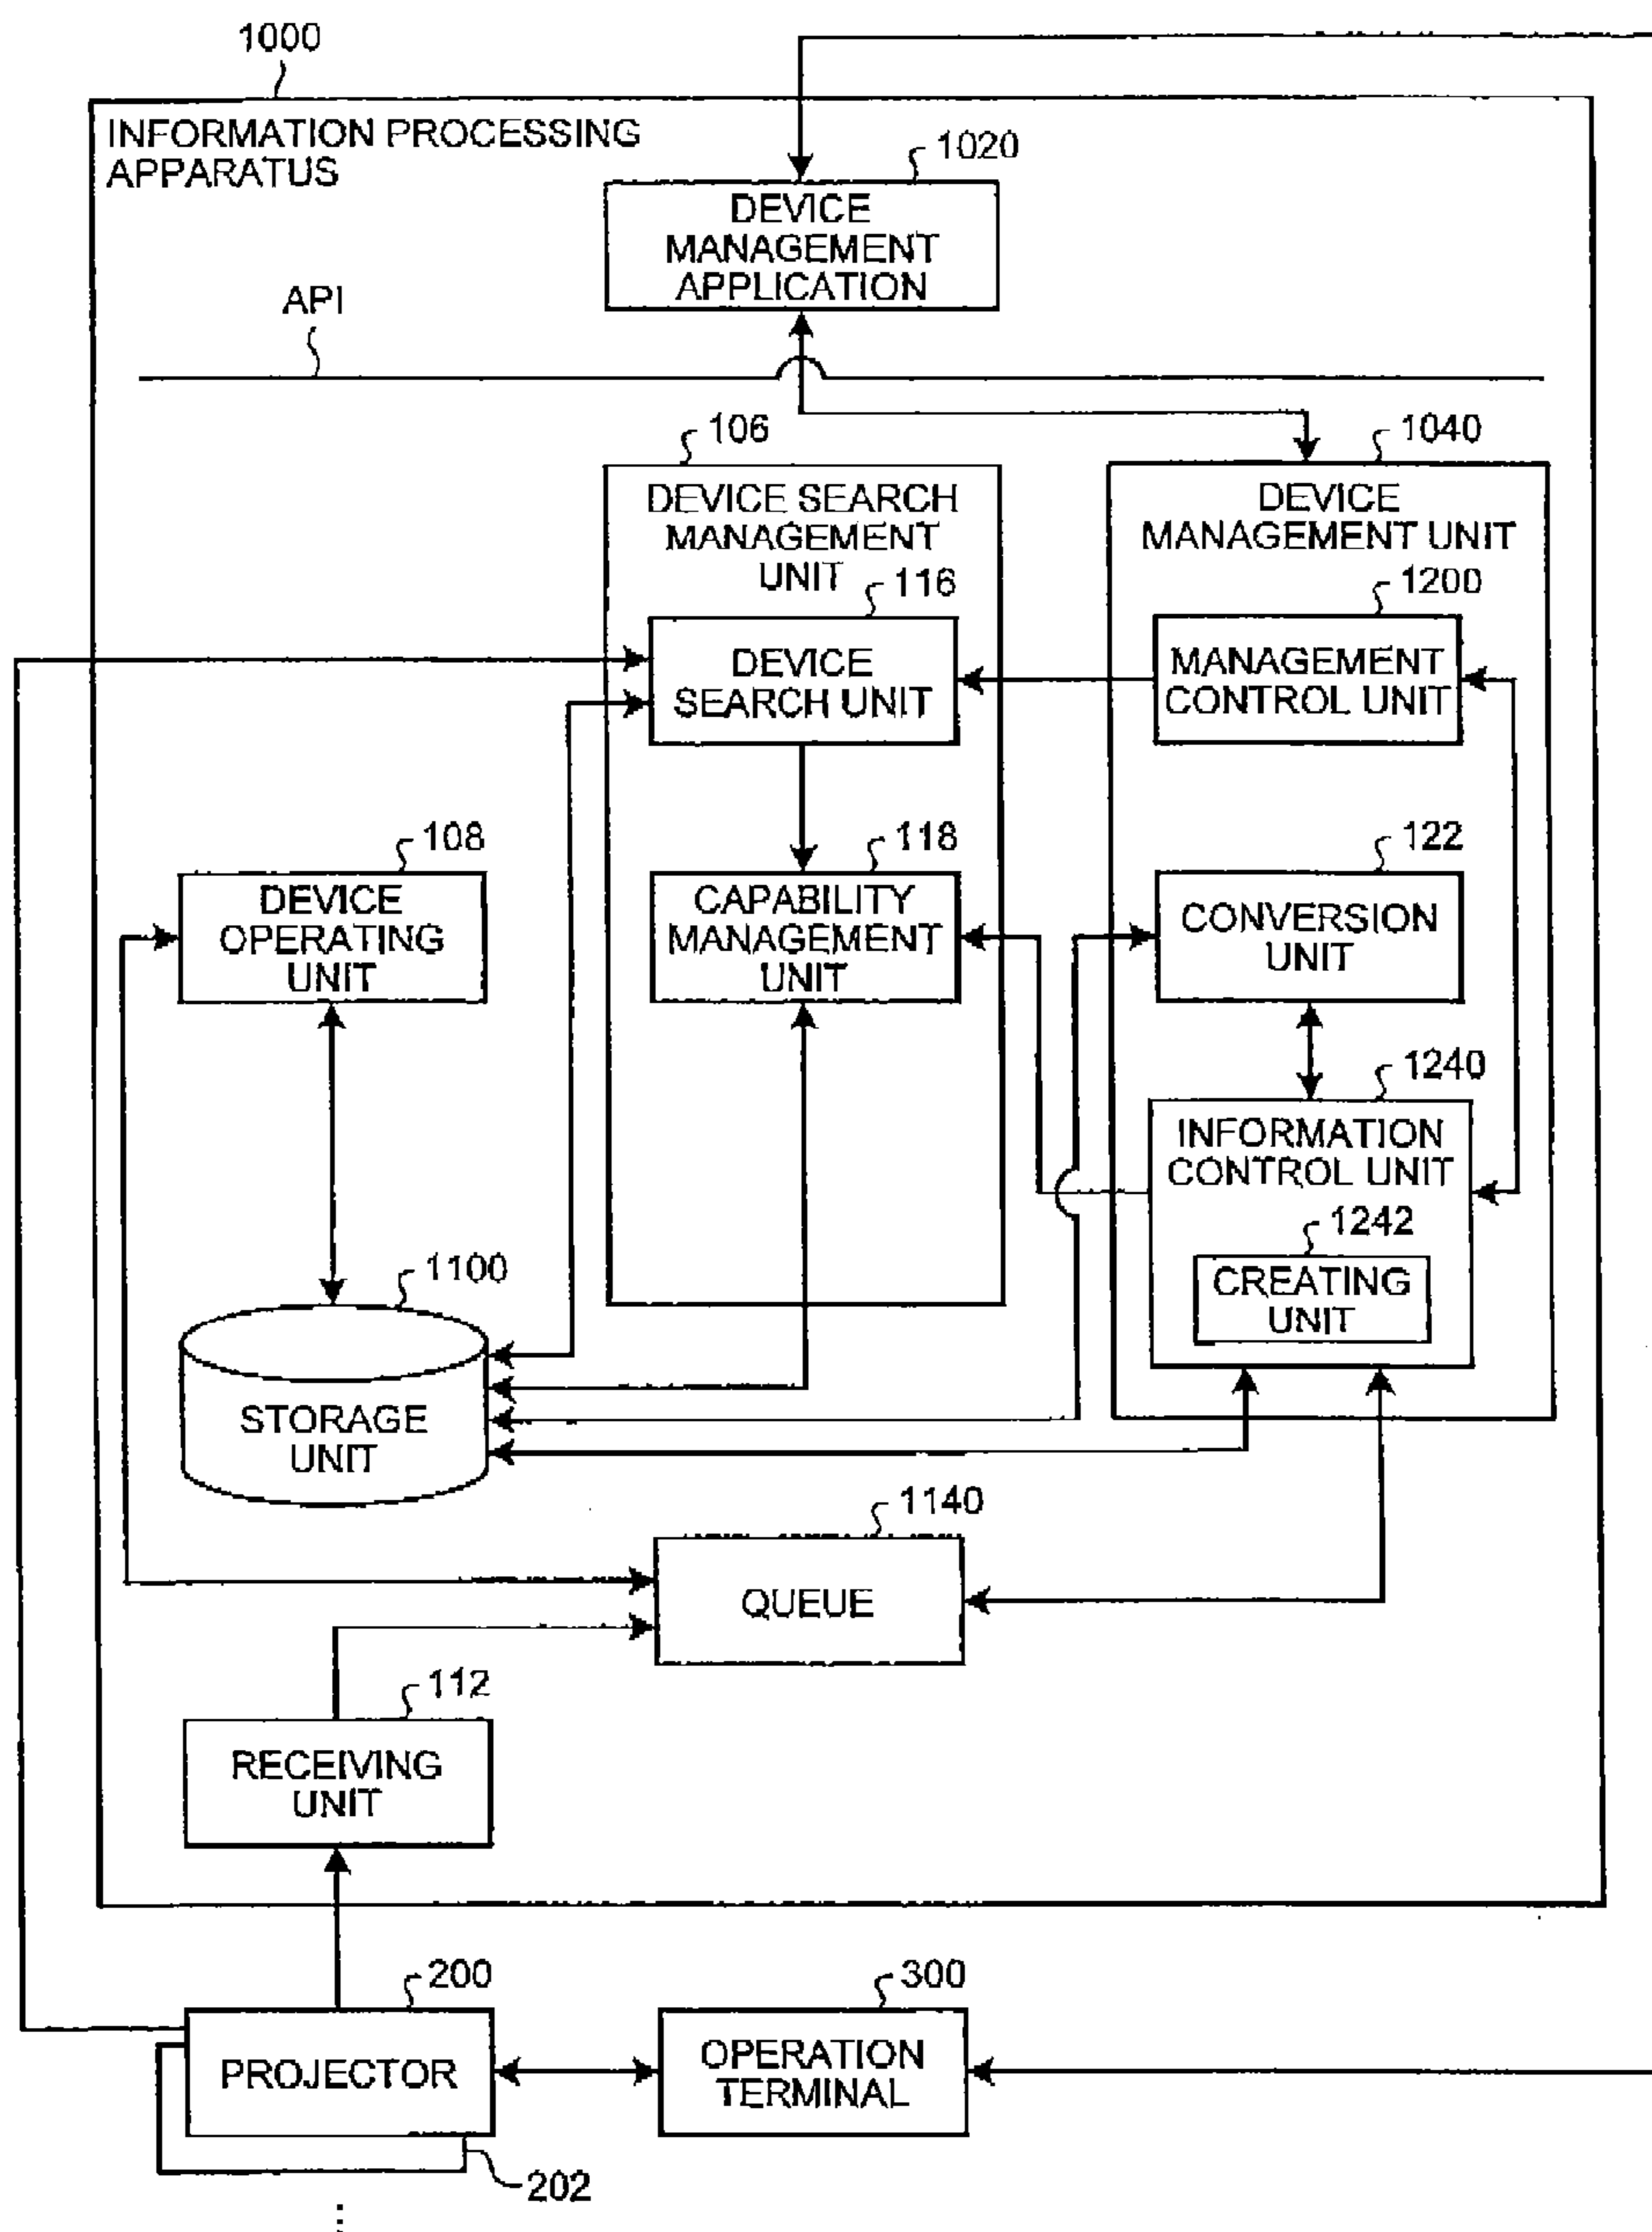 1000
INFORMATION PROCESSING
APPARATUS
1020
DEVICE
MANAGEMENT
APPLICATION
API
106
DEVICE SEARCH
MANAGEMENT
UNIT
1040
DEVICE
MANAGEMENT UNIT
116
DEVICE
SEARCH UNIT
1200
MANAGEMENT
CONTROL UNIT
108
DEVICE
OPERATING
UNIT
118
CAPABILITY
MANAGEMENT
UNIT
122
CONVERSION
UNIT
1240
INFORMATION
CONTROL UNIT
1242
CREATING
UNIT
1100
STORAGE
UNIT
1140
QUEUE
112
RECEIVING
UNIT
200
PROJECTOR
202
300
OPERATION
TERMINAL